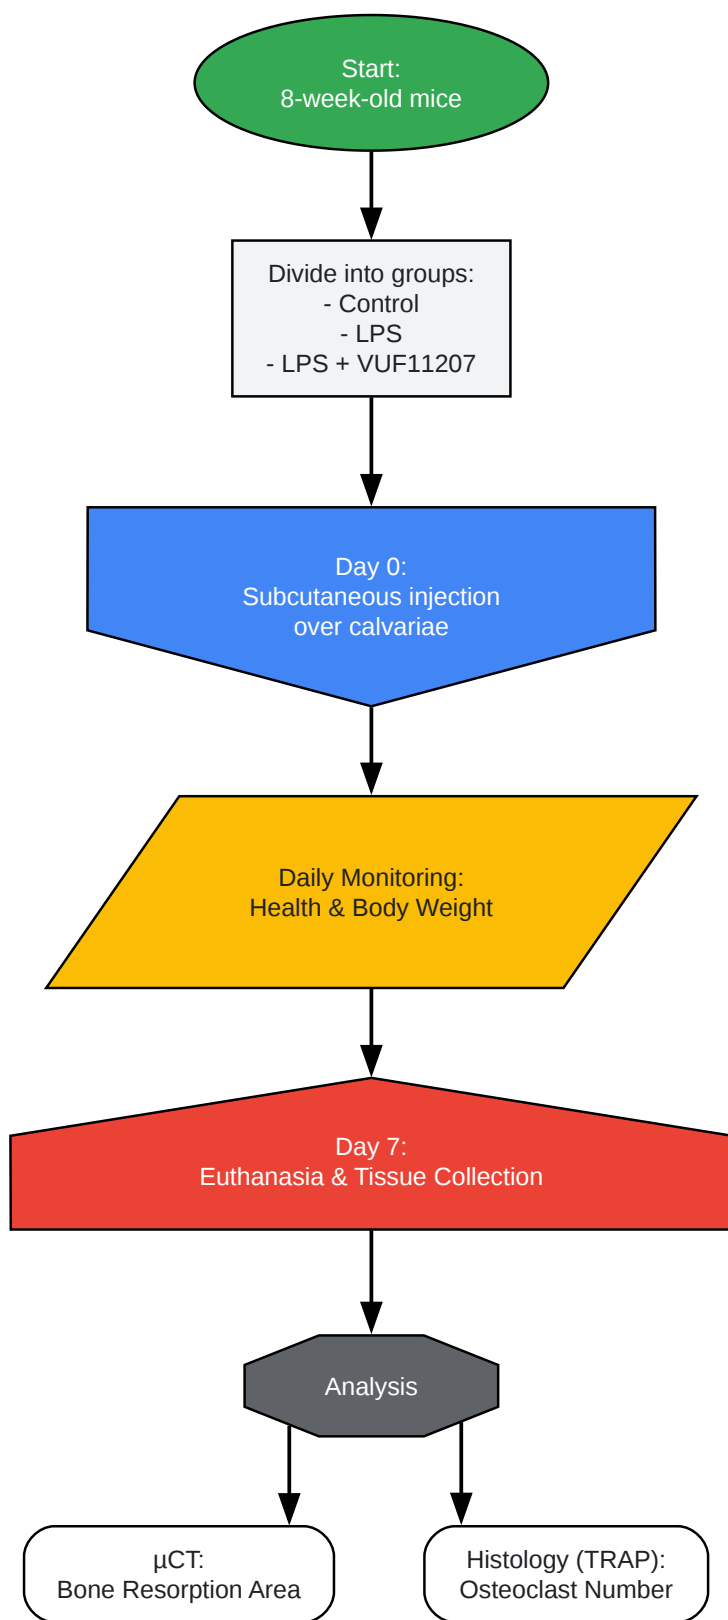 Start:
8-week-old mice
Divide into groups:
- Control
- LPS
- LPS + VUF11207
Day 0:
Subcutaneous injection
over calvariae
Daily Monitoring:
Health & Body Weight
Day 7:
Euthanasia & Tissue Collection
Analysis
µCT:
Bone Resorption Area
Histology (TRAP):
Osteoclast Number